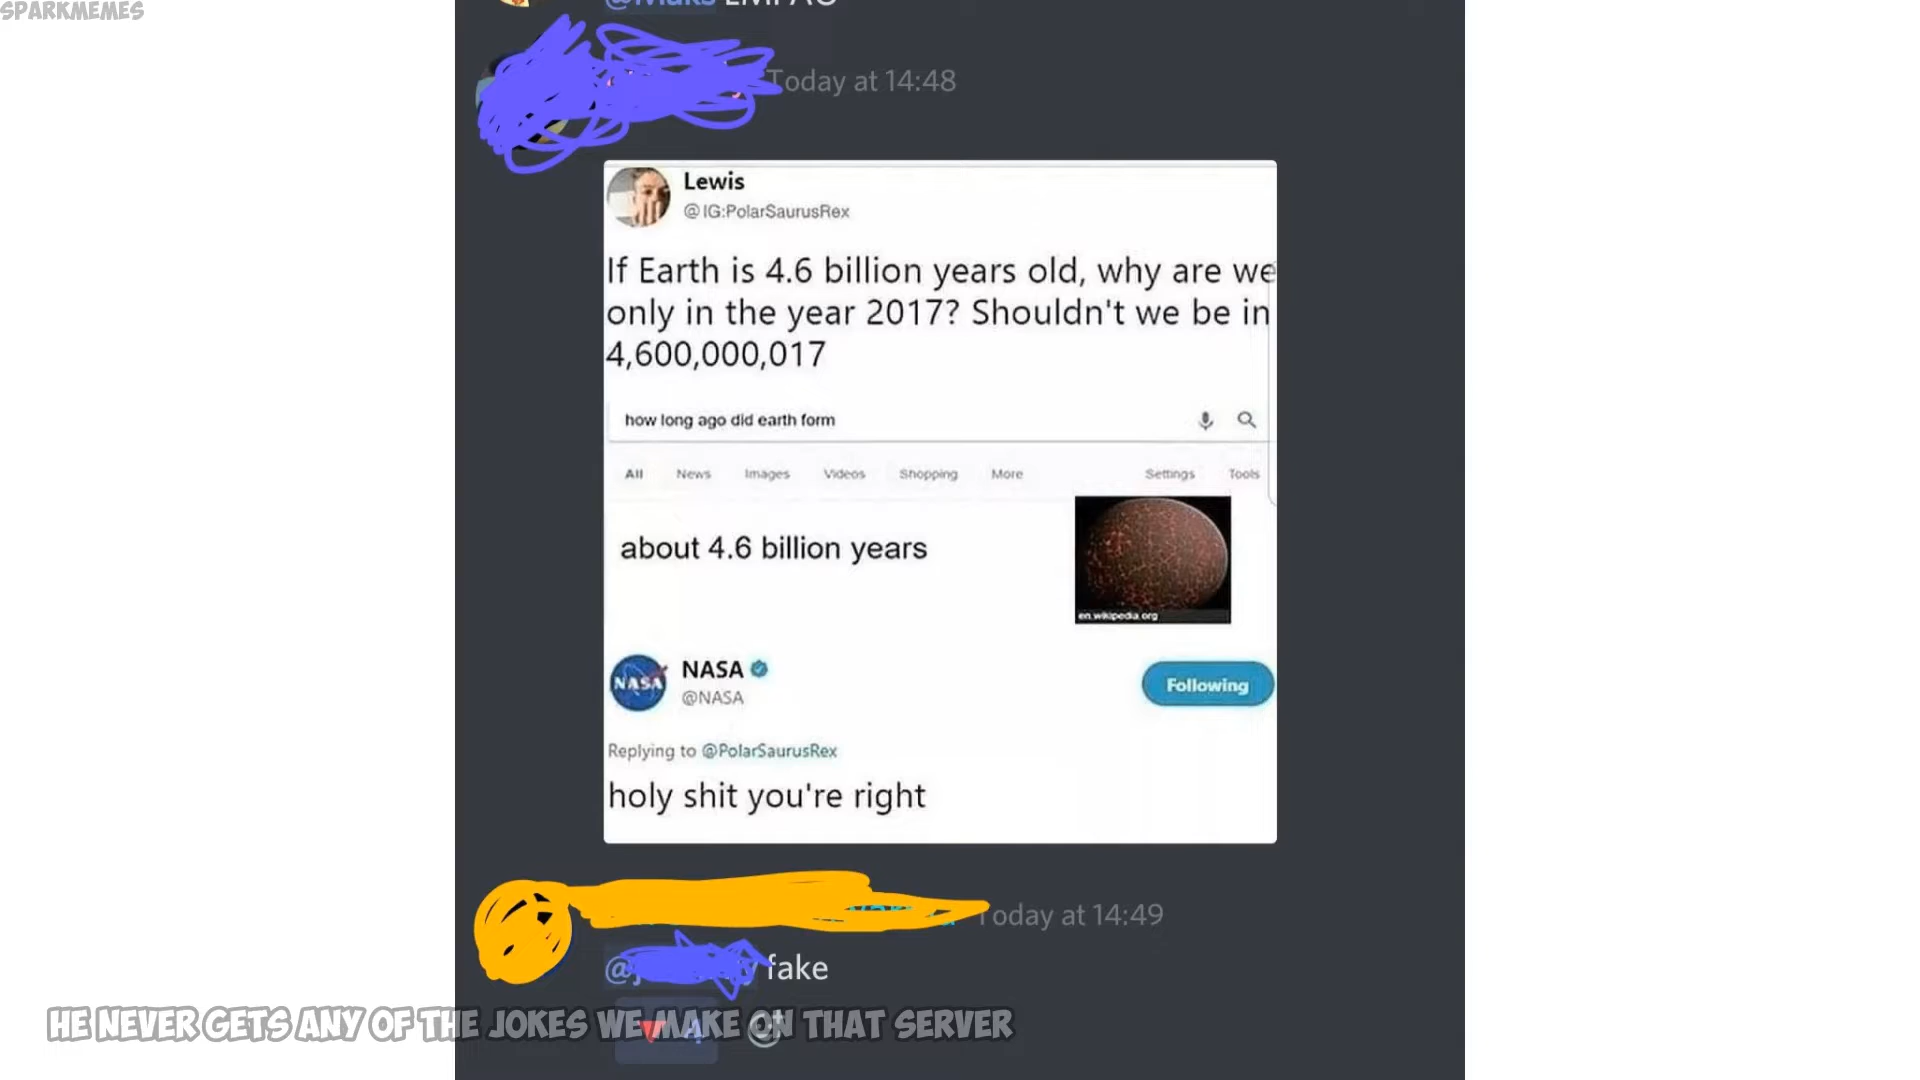 SPARKMEMES
LMFAO
Today at 14:48
Lewis
@IG:PolarSaurusRex
If Earth is 4.6 billion years old, why are we
only in the year 2017? Shouldn't we be in
4,600,000,017
how long ago did earth form
All News Images Videos Shopping More Settings Tools
about 4.6 billion years
en.wikipedia.org
NASA
NASA
@NASA
Following
Replying to @PolarSaurusRex
holy shit you're right
Today at 14:49
@ fake
HE NEVER GETS ANY OF THE JOKES WE MAKE ON THAT SERVER
4